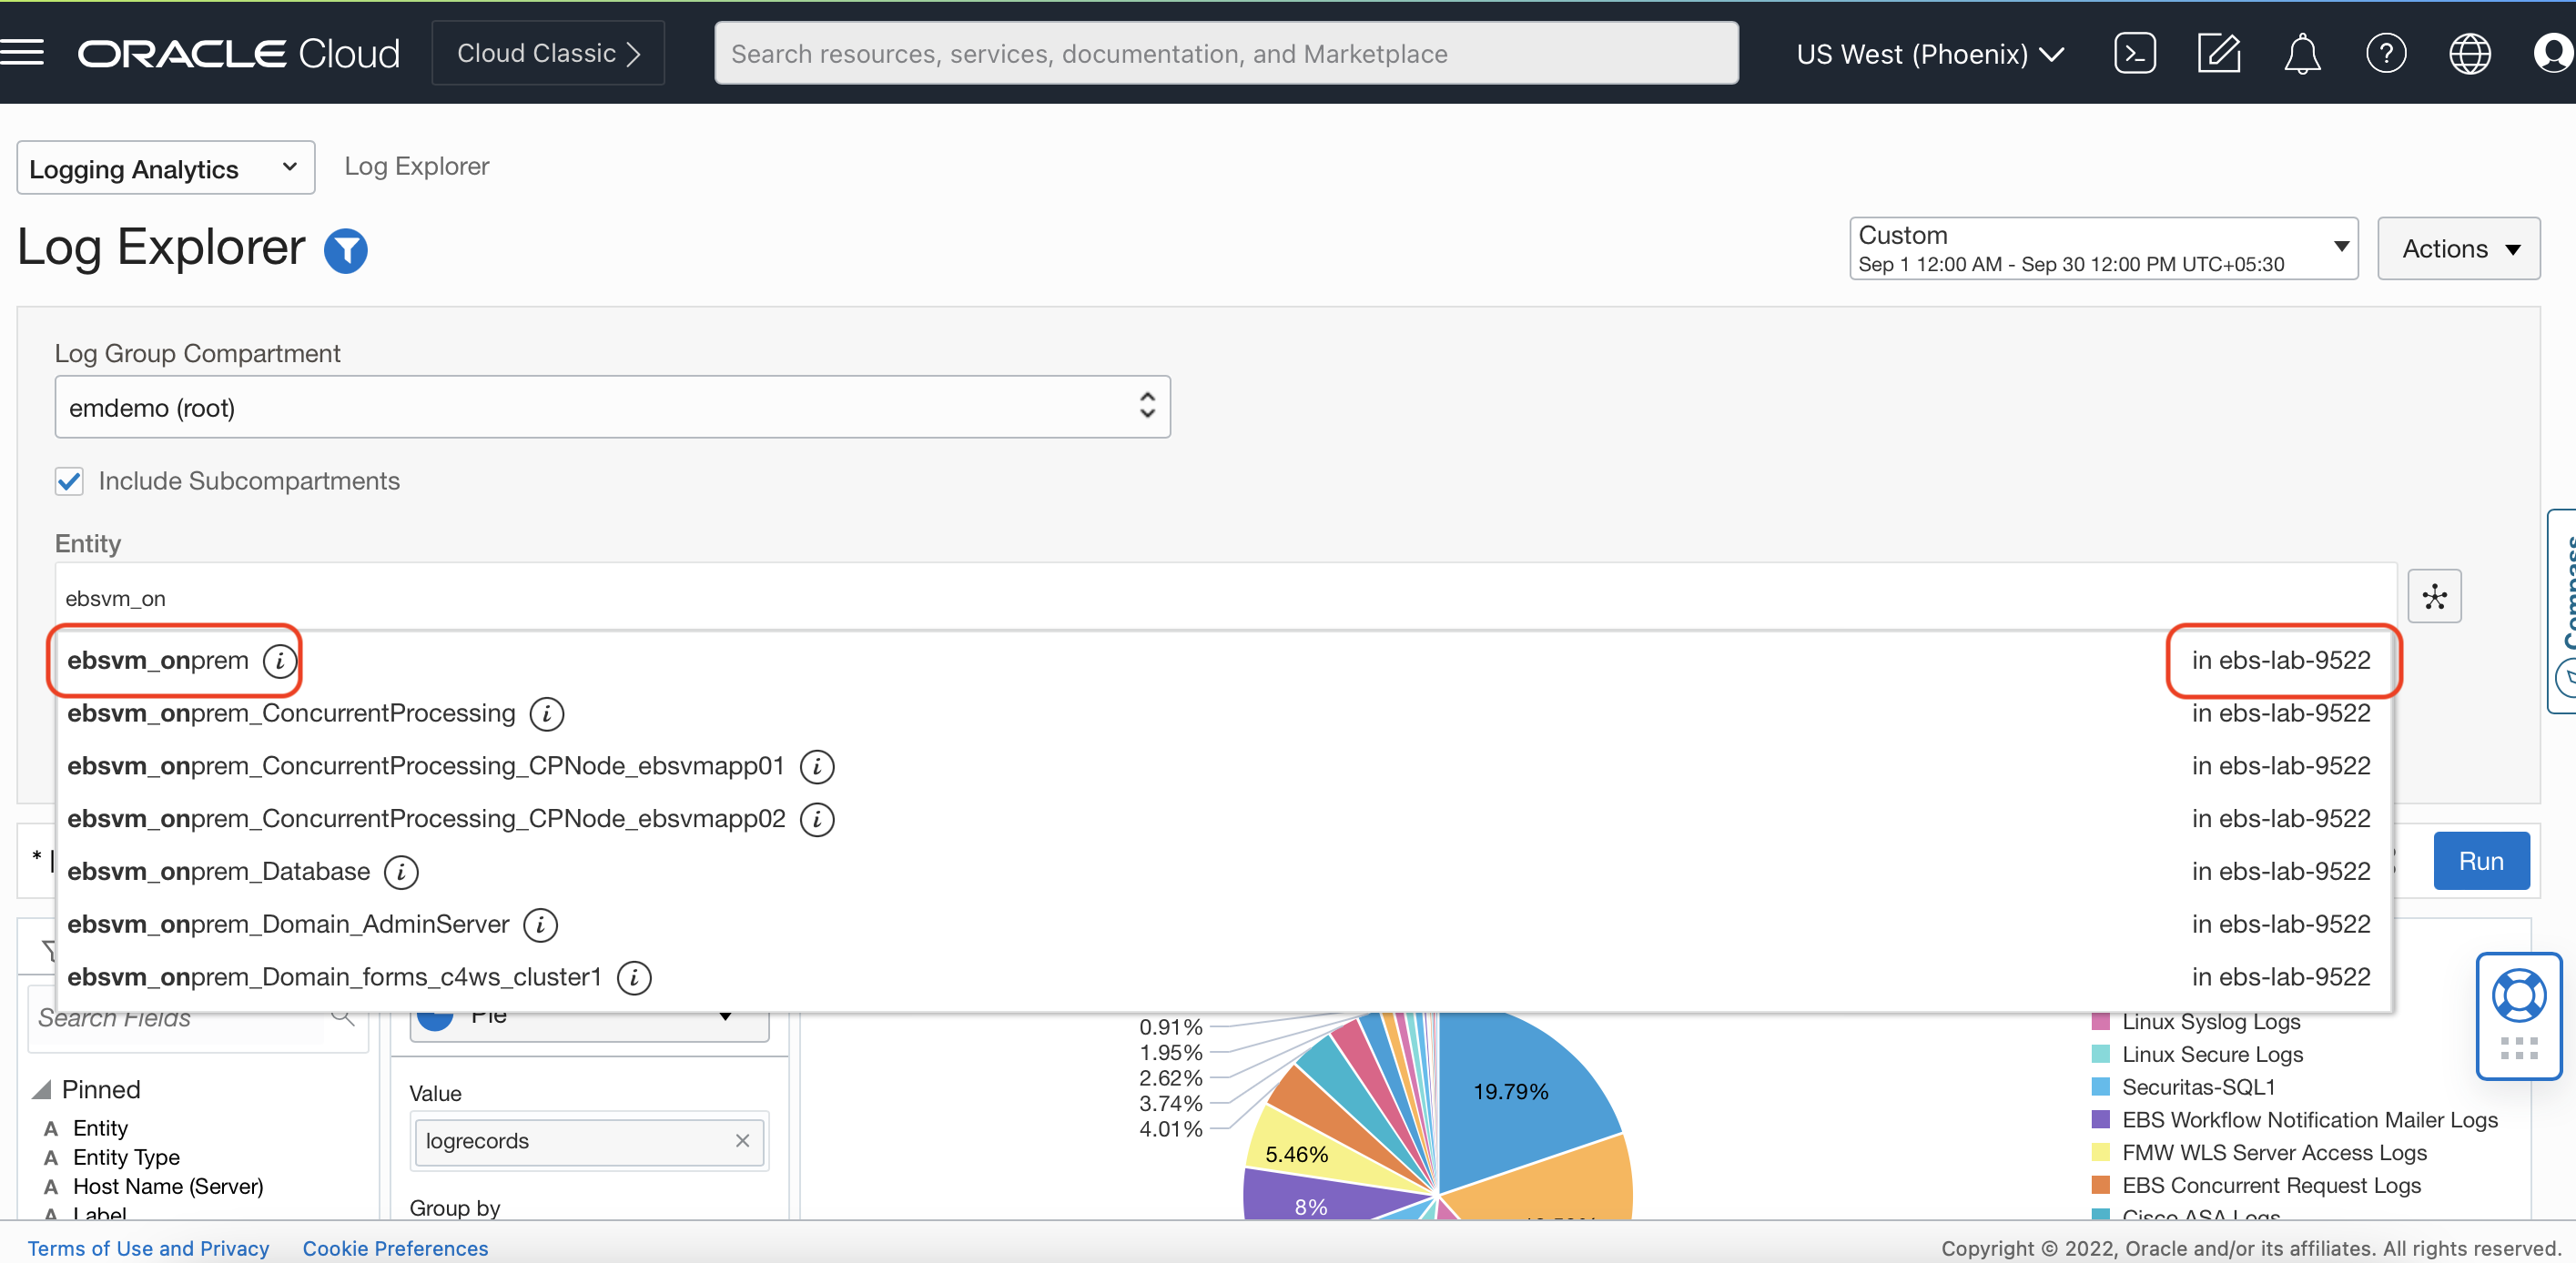 ORACLE Cloud
Cloud Classic
Search resources, services, documentation, and Marketplace
US West (Phoenix)
Logging Analytics
Log Explorer
Log Explorer
Custom
Sep 1 12:00 AM - Sep 30 12:00 PM UTC+05:30
Actions
Log Group Compartment
emdemo (root)
Include Subcompartments
Entity
ebsvm_on
ebsvm_onprem i in ebs-lab-9522
ebsvm_onprem_ConcurrentProcessing i in ebs-lab-9522
ebsvm_onprem_ConcurrentProcessing_CPNode_ebsvmapp01 i in ebs-lab-9522
ebsvm_onprem_ConcurrentProcessing_CPNode_ebsvmapp02 i in ebs-lab-9522
ebsvm_onprem_Database i in ebs-lab-9522
ebsvm_onprem_Domain_AdminServer i in ebs-lab-9522
ebsvm_onprem_Domain_forms_c4ws_cluster1 i in ebs-lab-9522
Compass
* |
Run
Search Fields
Pinned
A Entity
A Entity Type
A Host Name (Server)
A Label
Pie
Value
logrecords
Group by
0.91%
1.95%
2.62%
3.74%
4.01%
19.79%
5.46%
8%
Linux Syslog Logs
Linux Secure Logs
Securitas-SQL1
EBS Workflow Notification Mailer Logs
FMW WLS Server Access Logs
EBS Concurrent Request Logs
Cisco ASA Logs
Terms of Use and Privacy
Cookie Preferences
Copyright © 2022, Oracle and/or its affiliates. All rights reserved.